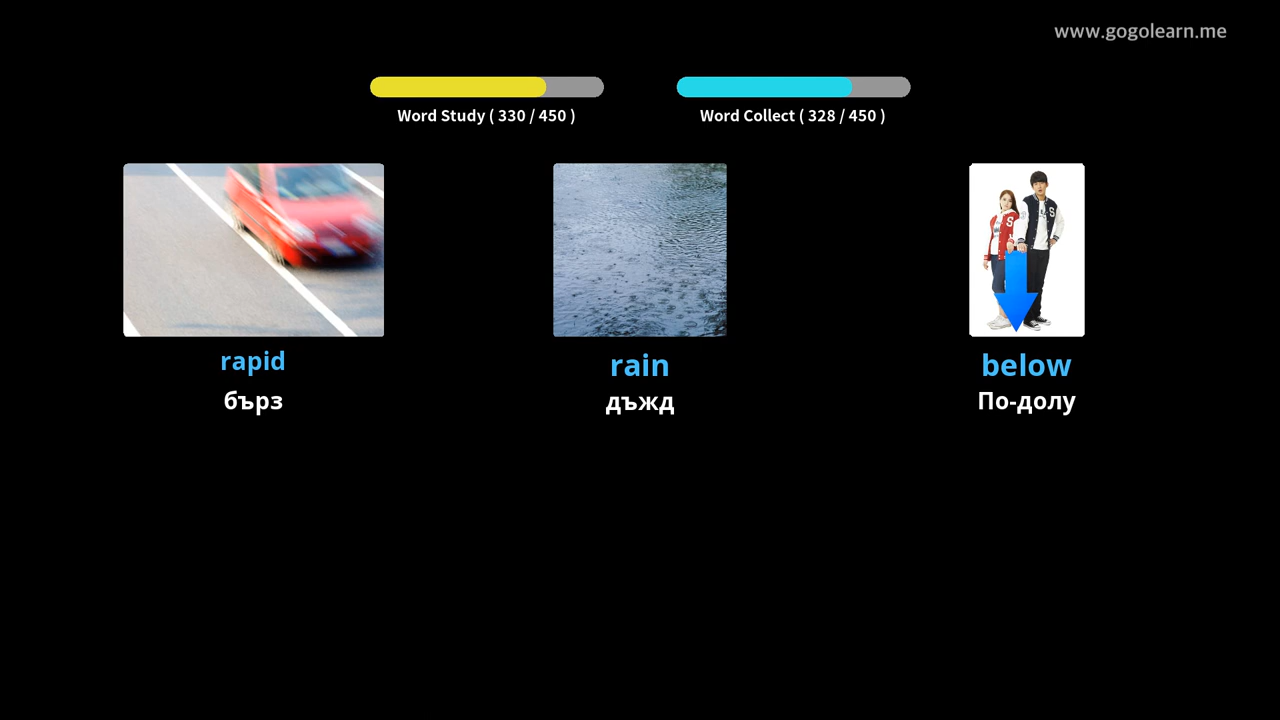 www.gogolearn.me
Word Study ( 330 / 450 )
Word Collect ( 328 / 450 )
rapid
бърз
rain
дъжд
below
По-долу